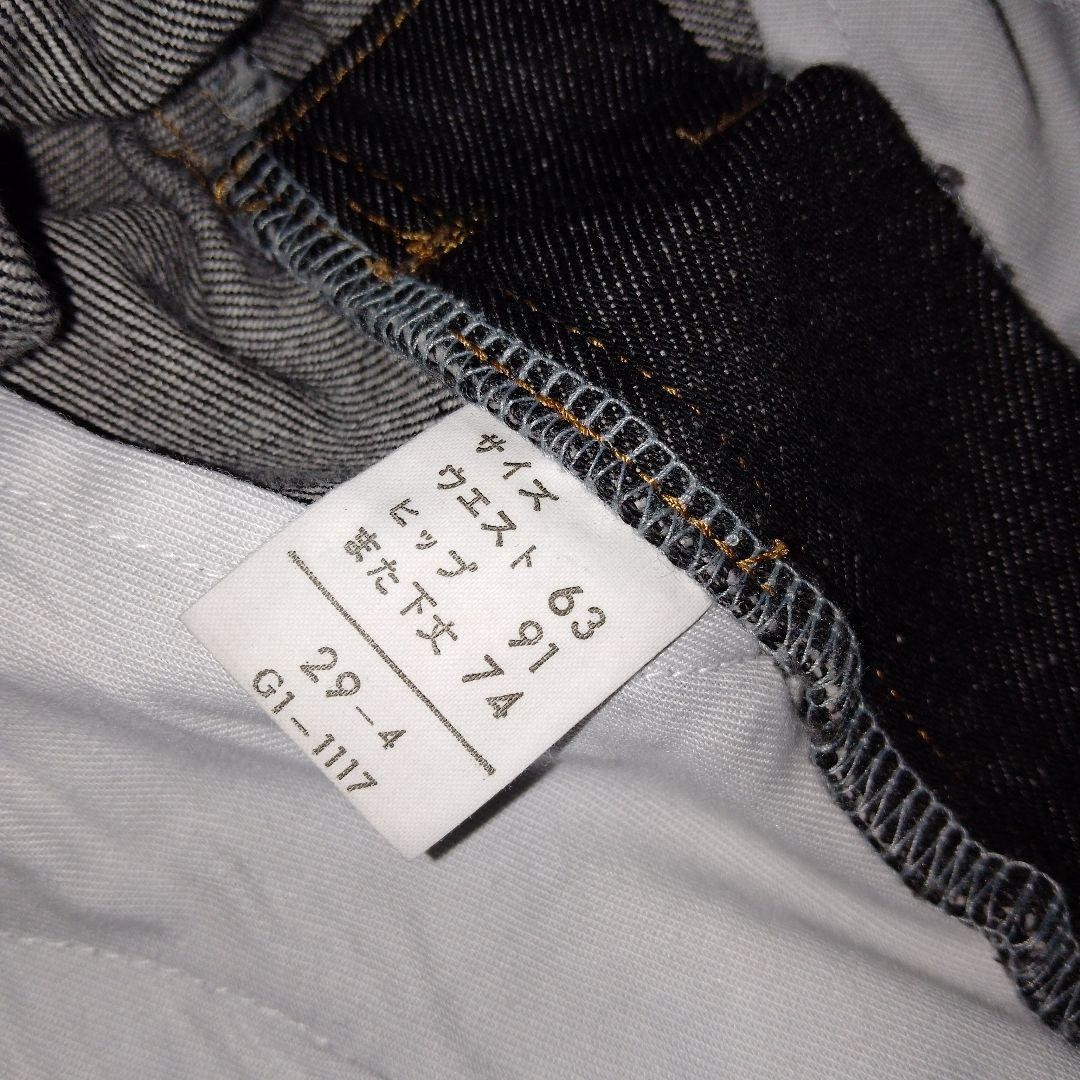 サイズ
ウエスト 63
ヒップ 91
また下丈 74
29-4
G1-1117